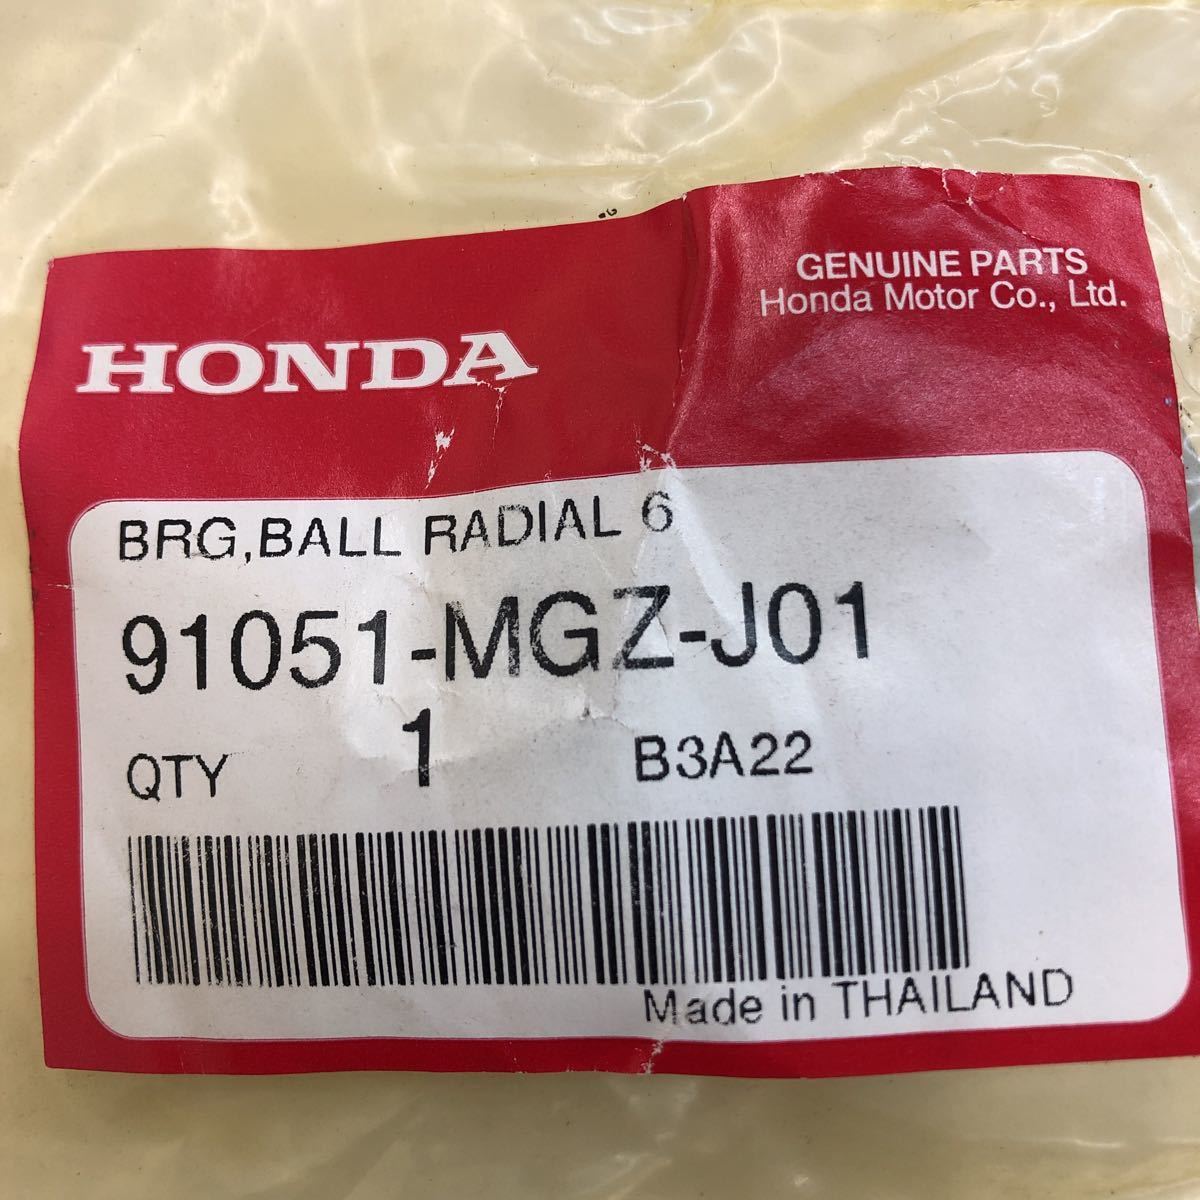 GENUINE PARTS
Honda Motor Co., Ltd.
HONDA
BRG,BALL RADIAL 6
91051-MGZ-J01
QTY 1 B3A22
Made in THAILAND